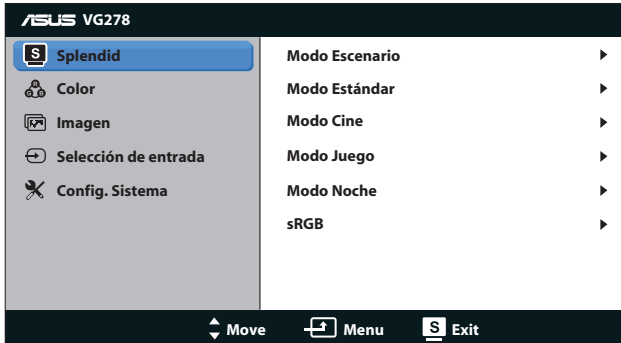 ASUS VG278
S Splendid
Color
Imagen
Selección de entrada
Config. Sistema
Modo Escenario
Modo Estándar
Modo Cine
Modo Juego
Modo Noche
sRGB
Move Menu S Exit